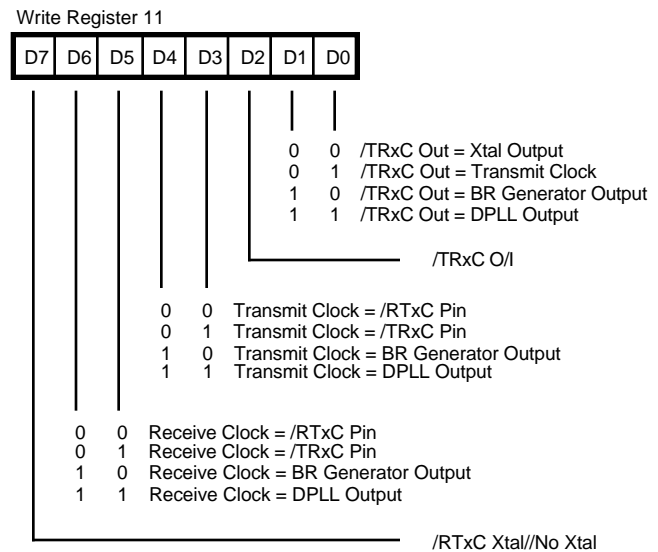 Write Register 11
D7 D6 D5 D4 D3 D2 D1 D0
0 0 /TRxC Out = Xtal Output
0 1 /TRxC Out = Transmit Clock
1 0 /TRxC Out = BR Generator Output
1 1 /TRxC Out = DPLL Output
/TRxC O/I
0 0 Transmit Clock = /RTxC Pin
0 1 Transmit Clock = /TRxC Pin
1 0 Transmit Clock = BR Generator Output
1 1 Transmit Clock = DPLL Output
0 0 Receive Clock = /RTxC Pin
0 1 Receive Clock = /TRxC Pin
1 0 Receive Clock = BR Generator Output
1 1 Receive Clock = DPLL Output
/RTxC Xtal//No Xtal